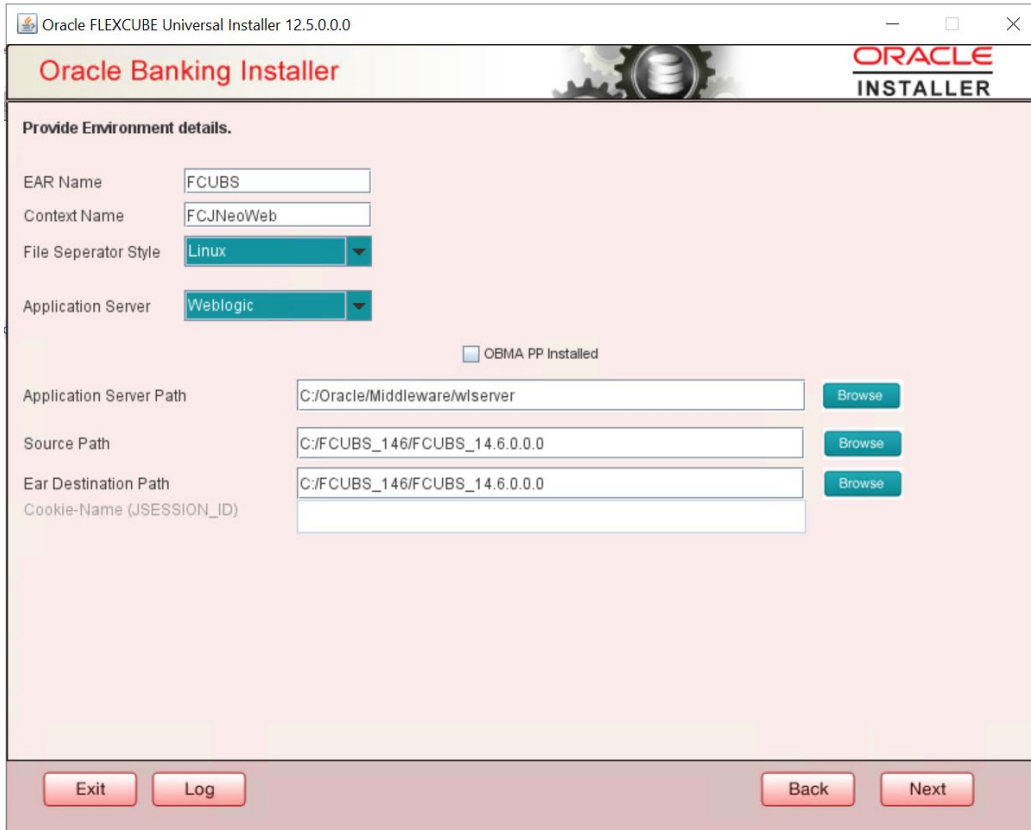 Oracle FLEXCUBE Universal Installer 12.5.0.0.0
Oracle Banking Installer
ORACLE
INSTALLER
Provide Environment details.
EAR Name FCUBS
Context Name FCJNeoWeb
File Seperator Style Linux
Application Server Weblogic
OBMA PP Installed
Application Server Path C:/Oracle/Middleware/wlserver Browse
Source Path C:/FCUBS_146/FCUBS_14.6.0.0.0 Browse
Ear Destination Path C:/FCUBS_146/FCUBS_14.6.0.0.0 Browse
Cookie-Name (JSESSION_ID)
Exit Log Back Next